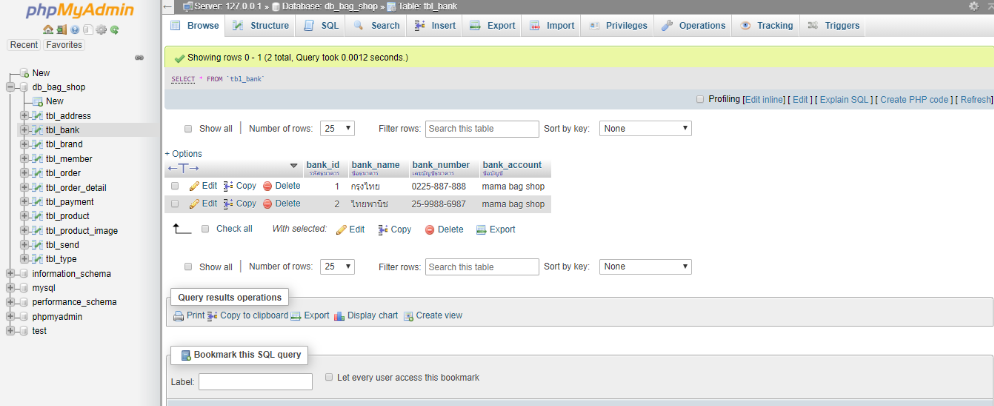 phpMyAdmin
Recent Favorites
New
db_bag_shop
New
tbl_address
tbl_bank
tbl_brand
tbl_member
tbl_order
tbl_order_detail
tbl_payment
tbl_product
tbl_product_image
tbl_send
tbl_type
information_schema
mysql
performance_schema
phpmyadmin
test
Server: 127.0.0.1 » Database: db_bag_shop » Table: tbl_bank
Browse Structure SQL Search Insert Export Import Privileges Operations Tracking Triggers
Showing rows 0 - 1 (2 total, Query took 0.0012 seconds.)
SELECT * FROM `tbl_bank`
Profiling [Edit inline] [ Edit ] [ Explain SQL ] [ Create PHP code ] [ Refresh]
Show all Number of rows: 25 Filter rows: Search this table Sort by key: None
+ Options
←T→ bank_id bank_name bank_number bank_account
รหัสธนาคาร ชื่อธนาคาร เลขบัญชีธนาคาร ชื่อบัญชี
Edit Copy Delete 1 กรุงไทย 0225-887-888 mama bag shop
Edit Copy Delete 2 ไทยพานิช 25-9988-6987 mama bag shop
Check all With selected: Edit Copy Delete Export
Show all Number of rows: 25 Filter rows: Search this table Sort by key: None
Query results operations
Print Copy to clipboard Export Display chart Create view
Bookmark this SQL query
Label: Let every user access this bookmark